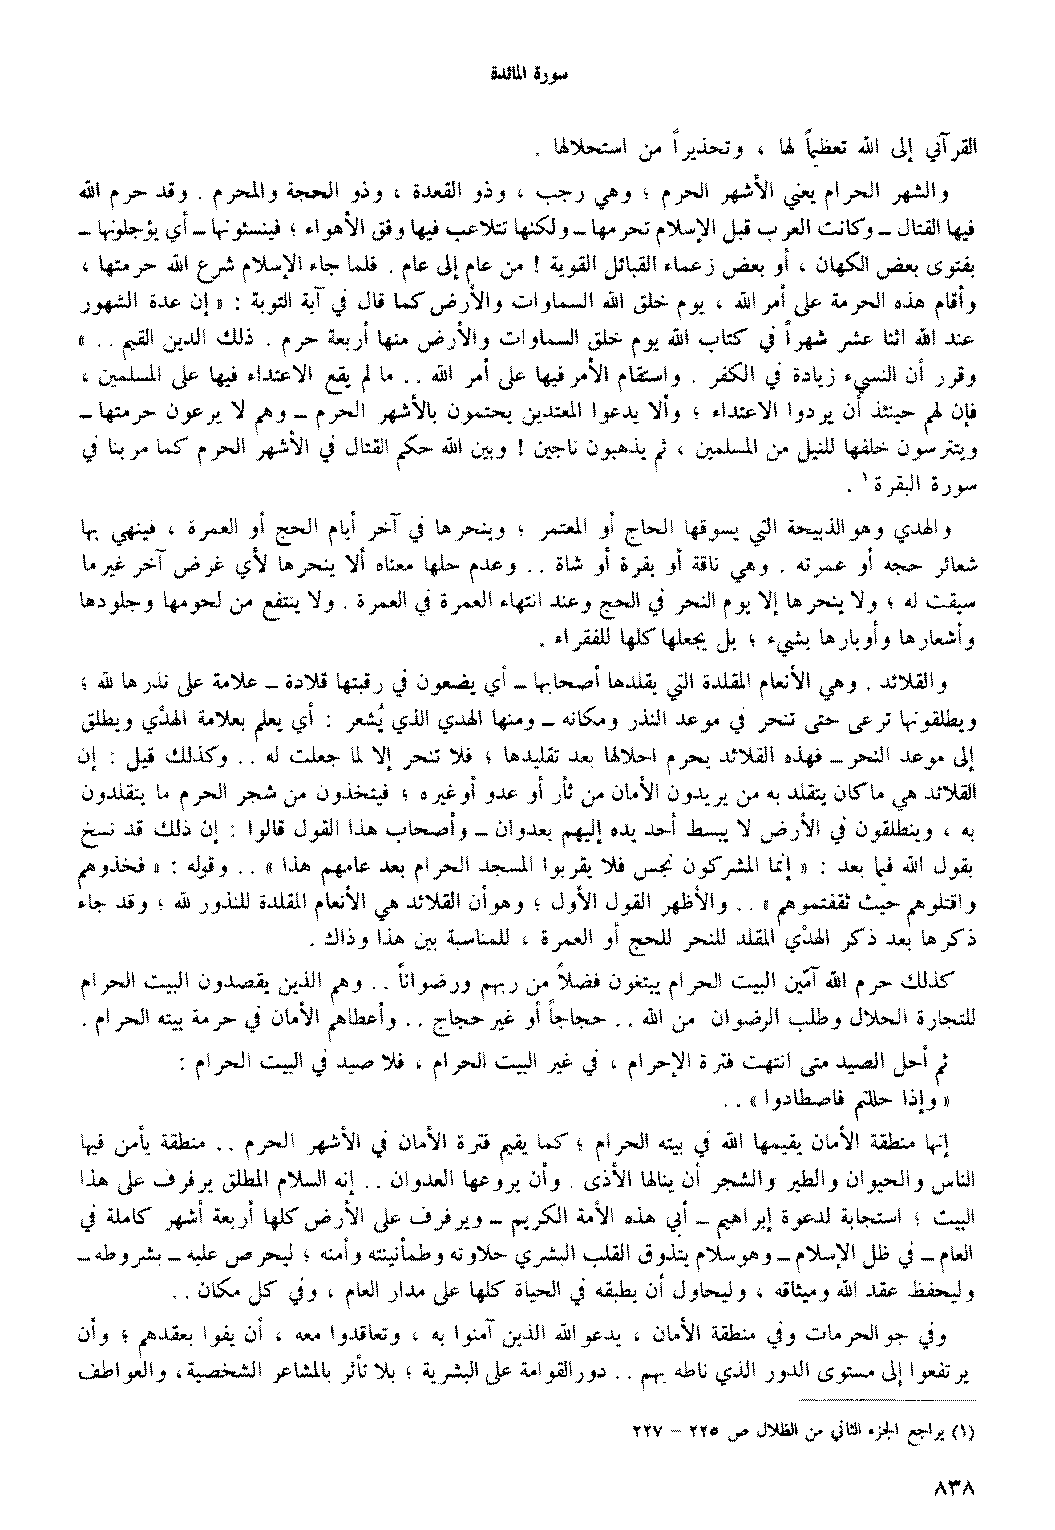 سورة المائدة
القرآني إلى الله تعظيماً لها ، وتحذيراً من استحلالها .
والشهر الحرام يعني الأشهر الحرم ؛ وهي رجب ، وذو القعدة ، وذو الحجة والمحرم . وقد حرم الله
فيها القتال – وكانت العرب قبل الإسلام تحرمها – ولكنها تتلاعب فيها وفق الأهواء ؛ فينسئونها – أي يؤجلونها –
بفتوى بعض الكهان ، أو بعض زعماء القبائل القوية ! من عام إلى عام . فلما جاء الإسلام شرع الله حرمتها ،
وأقام هذه الحرمة على أمر الله ، يوم خلق الله السماوات والأرض كما قال في آية التوبة : « إن عدة الشهور
عند الله اثنا عشر شهراً في كتاب الله يوم خلق السماوات والأرض منها أربعة حرم . ذلك الدين القيم .. »
وقرر أن النسيء زيادة في الكفر . واستقام الأمر فيها على أمر الله .. ما لم يقع الاعتداء فيها على المسلمين ،
فإن لهم حينئذ أن يردوا الاعتداء ؛ وألا يدعوا المعتدين يحتمون بالأشهر الحرم – وهم لا يرعون حرمتها –
ويتترسون خلفها للنيل من المسلمين ، ثم يذهبون ناجين ! وبين الله حكم القتال في الأشهر الحرم كما مر بنا في
سورة البقرة ١ .
والهدي وهو الذبيحة التي يسوقها الحاج أو المعتمر ؛ وينحرها في آخر أيام الحج أو العمرة ، فينهي بها
شعائر حجه أو عمرته . وهي ناقة أو بقرة أو شاة .. وعدم حلها معناه ألا ينحرها لأي غرض آخر غير ما
سيقت له ؛ ولا ينحرها إلا يوم النحر في الحج وعند انتهاء العمرة في العمرة . ولا ينتفع من لحومها وجلودها
وأشعارها وأوبارها بشيء ؛ بل يجعلها كلها للفقراء .
والقلائد . وهي الأنعام المقلدة التي يقلدها أصحابها – أي يضعون في رقبتها قلادة – علامة على نذرها لله ؛
ويطلقونها ترعى حتى تنحر في موعد النذر ومكانه – ومنها الهدي الذي يُشعر : أي يعلم بعلامة الهدْي ويطلق
إلى موعد النحر – فهذه القلائد يحرم احلالها بعد تقليدها ؛ فلا تنحر إلا لما جعلت له .. وكذلك قيل : إن
القلائد هي ما كان يتقلد به من يريدون الأمان من ثأر أو عدو أو غيره ؛ فيتخذون من شجر الحرم ما يتقلدون
به ، وينطلقون في الأرض لا يبسط أحد يده إليهم بعدوان – وأصحاب هذا القول قالوا : إن ذلك قد نسخ
بقول الله فيما بعد : « إنما المشركون نجس فلا يقربوا المسجد الحرام بعد عامهم هذا » .. وقوله : « فخذوهم
واقتلوهم حيث ثقفتموهم » .. والأظهر القول الأول ؛ وهو أن القلائد هي الأنعام المقلدة للنذور لله ؛ وقد جاء
ذكرها بعد ذكر الهدْي المقلد للنحر للحج أو العمرة ، للمناسبة بين هذا وذاك .
كذلك حرم الله آمّين البيت الحرام يبتغون فضلاً من ربهم ورضواناً .. وهم الذين يقصدون البيت الحرام
للتجارة الحلال وطلب الرضوان من الله .. حجاجاً أو غير حجاج .. وأعطاهم الأمان في حرمة بيته الحرام .
ثم أحل الصيد متى انتهت فترة الإحرام ، في غير البيت الحرام ، فلا صيد في البيت الحرام :
« وإذا حللتم فاصطادوا » ..
إنها منطقة الأمان يقيمها الله في بيته الحرام ؛ كما يقيم فترة الأمان في الأشهر الحرم .. منطقة يأمن فيها
الناس والحيوان والطير والشجر أن ينالها الأذى . وأن يروعها العدوان .. إنه السلام المطلق يرفرف على هذا
البيت ؛ استجابة لدعوة إبراهيم – أبي هذه الأمة الكريم – ويرفرف على الأرض كلها أربعة أشهر كاملة في
العام – في ظل الإسلام – وهو سلام يتذوق القلب البشري حلاوته وطمأنينته وأمنه ؛ ليحرص عليه – بشروطه –
وليحفظ عقد الله وميثاقه ، وليحاول أن يطبقه في الحياة كلها على مدار العام ، وفي كل مكان ..
وفي جو الحرمات وفي منطقة الأمان ، يدعو الله الذين آمنوا به ، وتعاقدوا معه ، أن يفوا بعقدهم ؛ وأن
يرتفعوا إلى مستوى الدور الذي ناطه بهم .. دور القوامة على البشرية ؛ بلا تأثر بالمشاعر الشخصية ، والعواطف
(١) يراجع الجزء الثاني من الظلال ص ٢٢٥ – ٢٢٧
٨٣٨